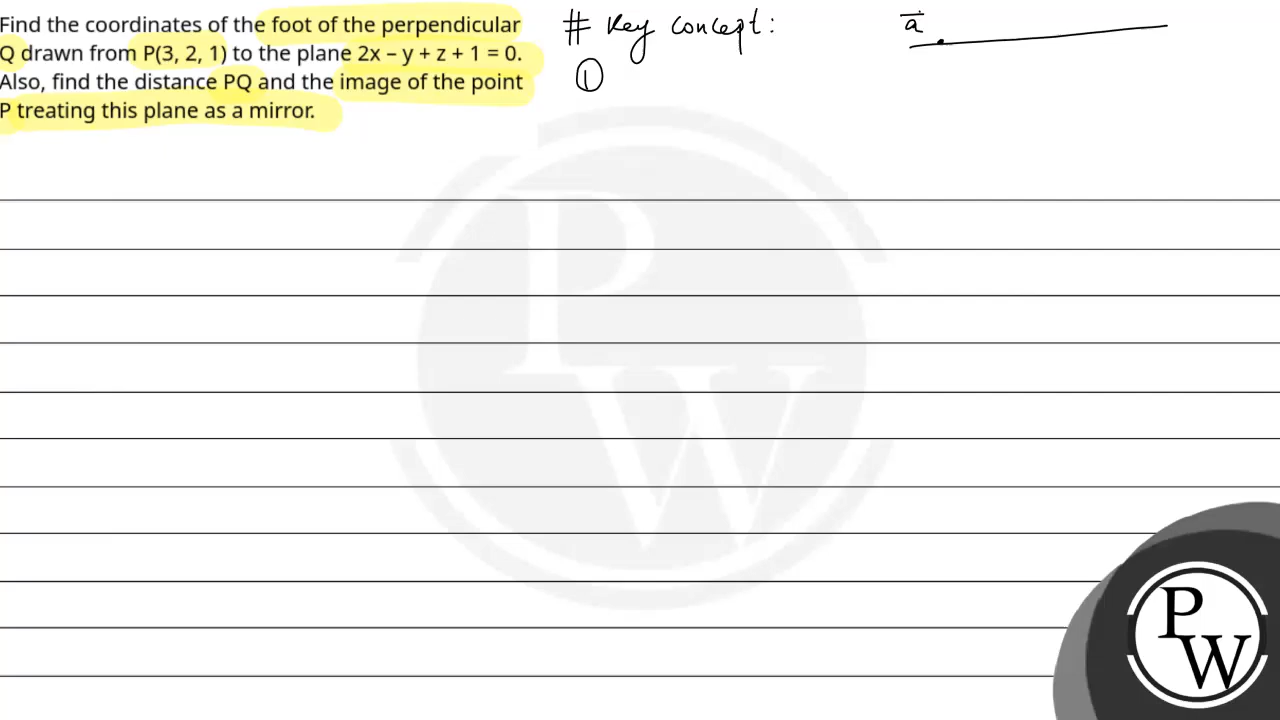 Find the coordinates of the foot of the perpendicular
Q drawn from P(3, 2, 1) to the plane 2x – y + z + 1 = 0.
Also, find the distance PQ and the image of the point
P treating this plane as a mirror.
# Key concept:
①
a⃗
PW
PW